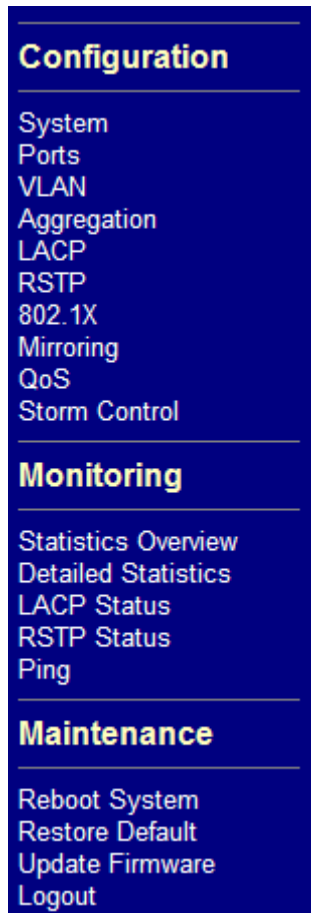 Configuration
System
Ports
VLAN
Aggregation
LACP
RSTP
802.1X
Mirroring
QoS
Storm Control
Monitoring
Statistics Overview
Detailed Statistics
LACP Status
RSTP Status
Ping
Maintenance
Reboot System
Restore Default
Update Firmware
Logout